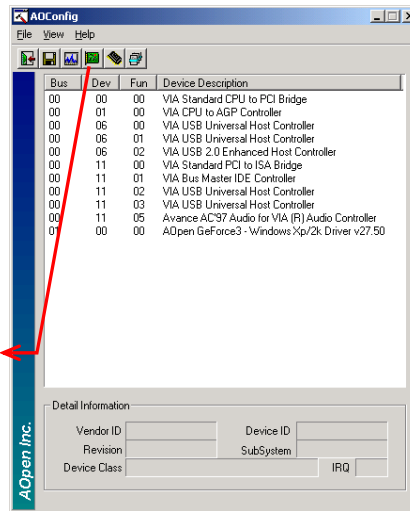 AOConfig
File View Help
Bus Dev Fun Device Description
00 00 00 VIA Standard CPU to PCI Bridge
00 01 00 VIA CPU to AGP Controller
00 06 00 VIA USB Universal Host Controller
00 06 01 VIA USB Universal Host Controller
00 06 02 VIA USB 2.0 Enhanced Host Controller
00 11 00 VIA Standard PCI to ISA Bridge
00 11 01 VIA Bus Master IDE Controller
00 11 02 VIA USB Universal Host Controller
00 11 03 VIA USB Universal Host Controller
00 11 05 Avance AC'97 Audio for VIA (R) Audio Controller
01 00 00 AOpen GeForce3 - Windows Xp/2k Driver v27.50
Detail Information
Vendor ID Device ID
Revision SubSystem
Device Class IRQ
AOpen Inc.